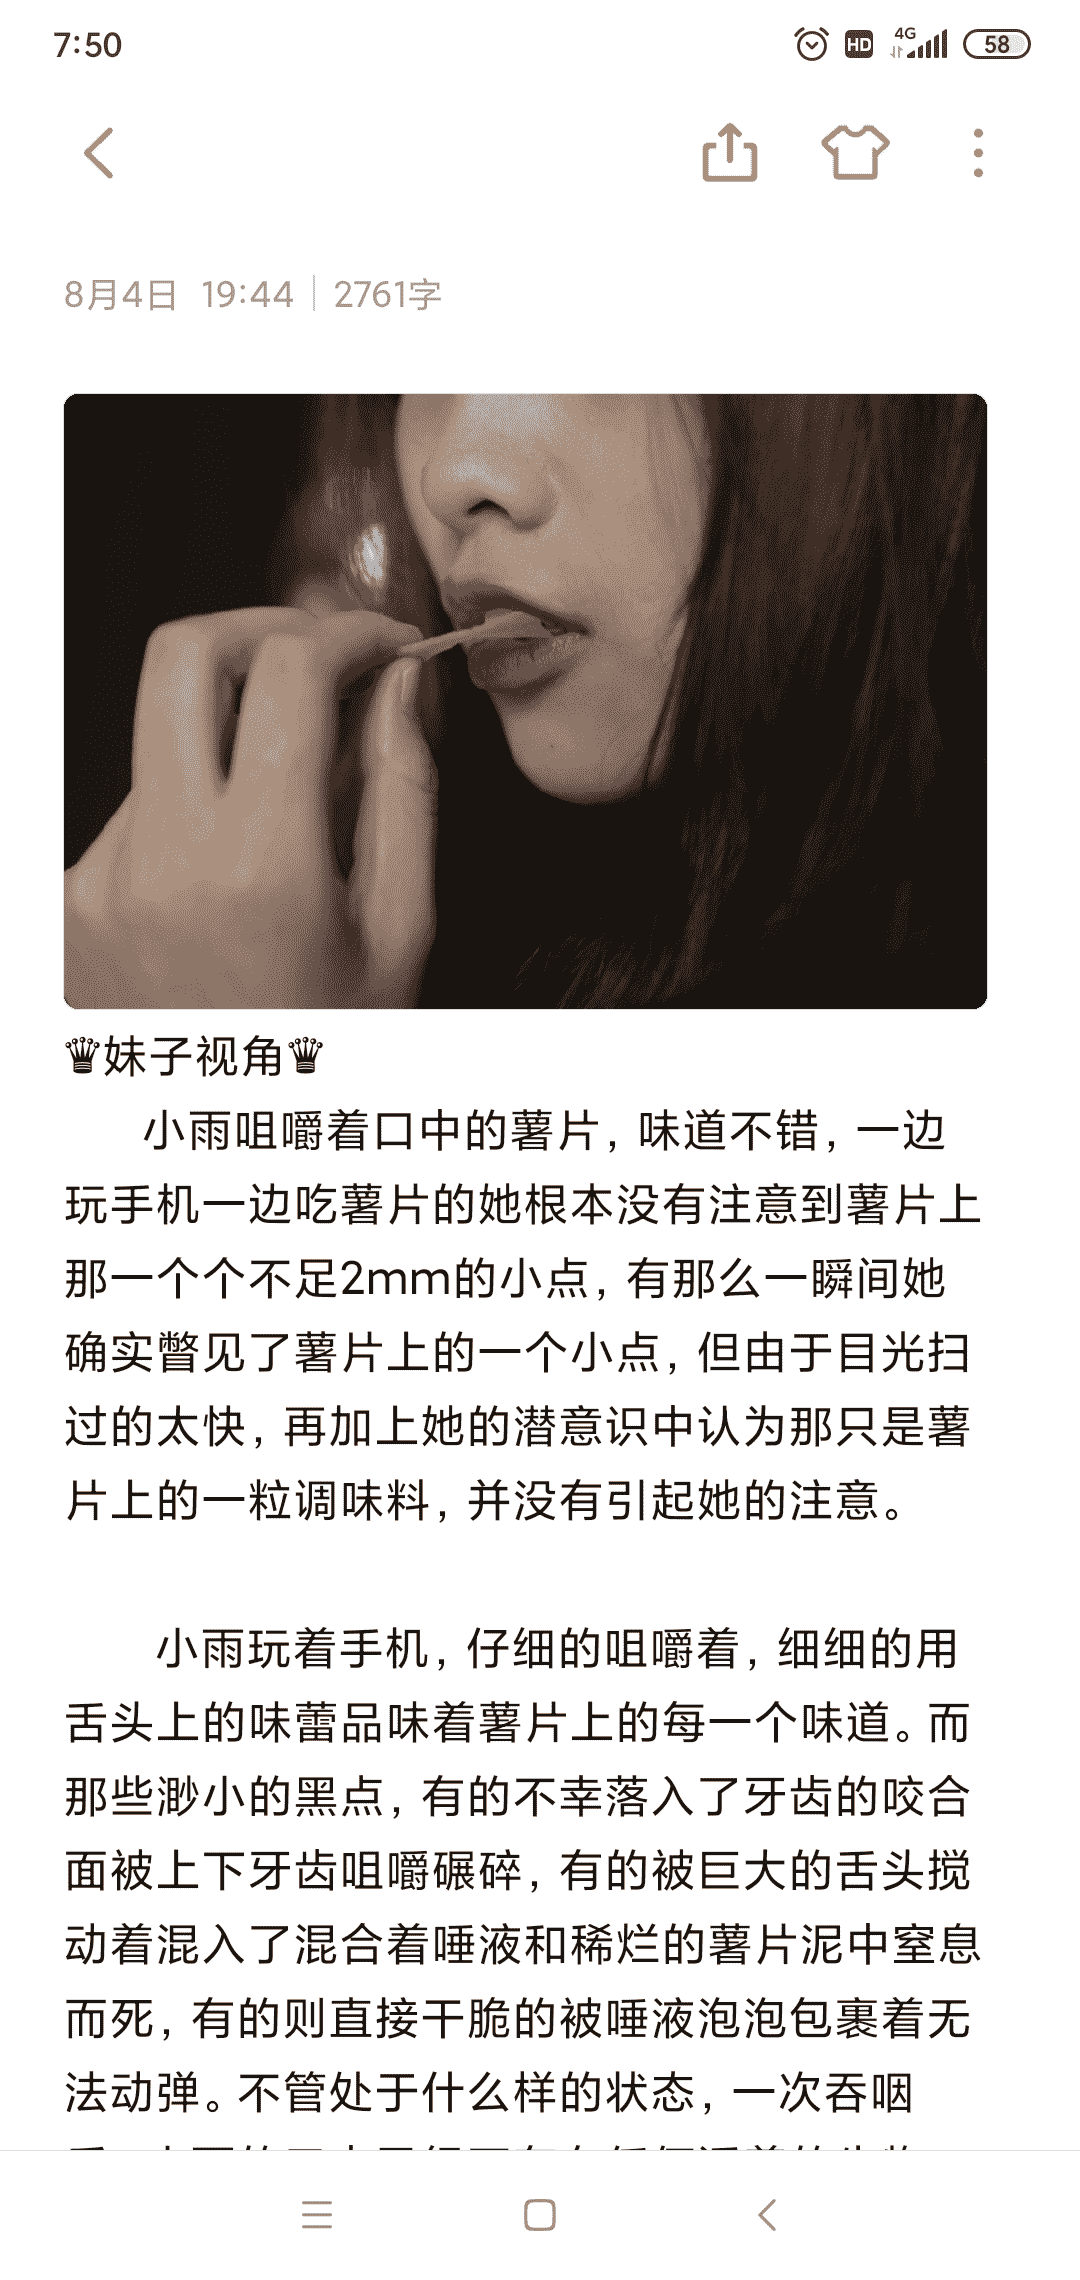 7:50
HD
4G
58
8月4日 19:44 | 2761字
♛妹子视角♛
小雨咀嚼着口中的薯片，味道不错，一边
玩手机一边吃薯片的她根本没有注意到薯片上
那一个个不足2mm的小点，有那么一瞬间她
确实瞥见了薯片上的一个小点，但由于目光扫
过的太快，再加上她的潜意识中认为那只是薯
片上的一粒调味料，并没有引起她的注意。
小雨玩着手机，仔细的咀嚼着，细细的用
舌头上的味蕾品味着薯片上的每一个味道。而
那些渺小的黑点，有的不幸落入了牙齿的咬合
面被上下牙齿咀嚼碾碎，有的被巨大的舌头搅
动着混入了混合着唾液和稀烂的薯片泥中窒息
而死，有的则直接干脆的被唾液泡泡包裹着无
法动弹。不管处于什么样的状态，一次吞咽